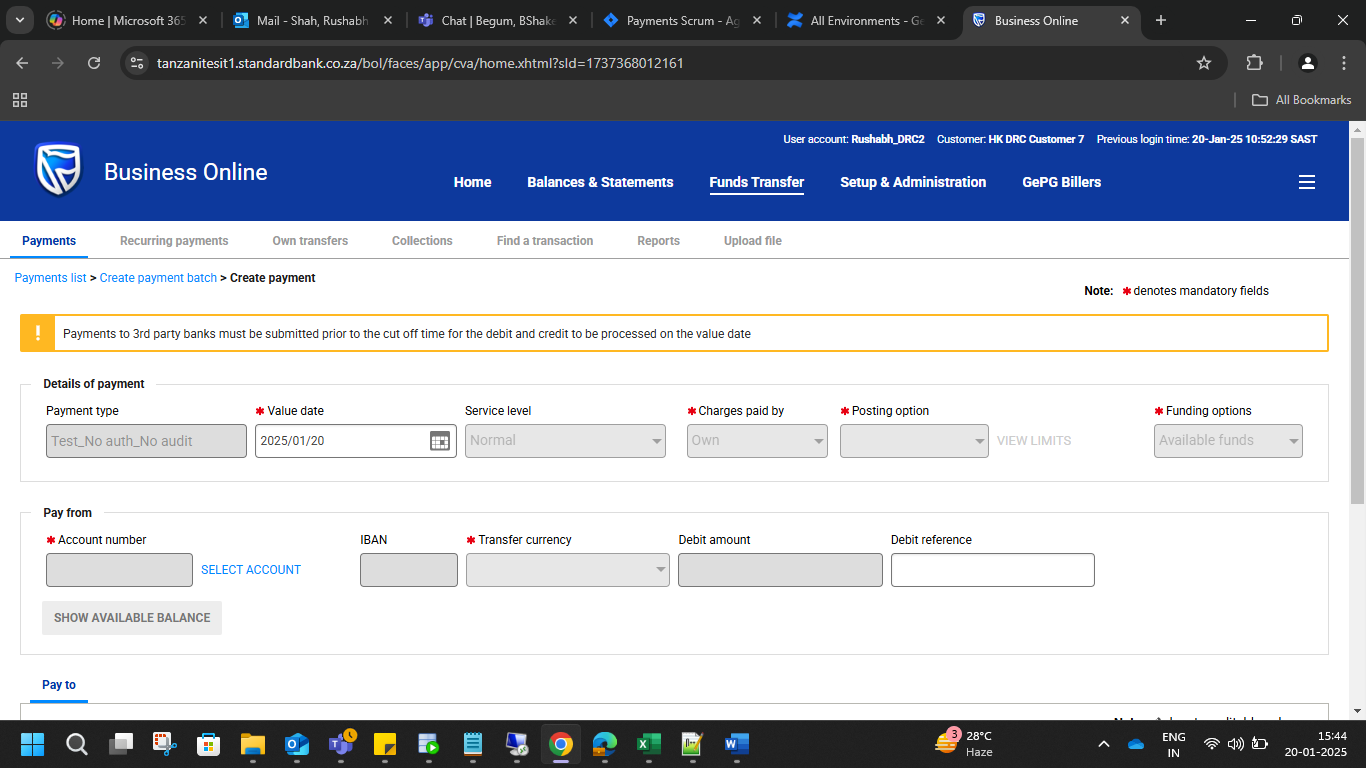 Home | Microsoft 365
Mail - Shah, Rushabh
Chat | Begum, BShake
Payments Scrum - Ag
All Environments - Ge
Business Online
tanzanitesit1.standardbank.co.za/bol/faces/app/cva/home.xhtml?sId=1737368012161
All Bookmarks
User account: Rushabh_DRC2 Customer: HK DRC Customer 7 Previous login time: 20-Jan-25 10:52:29 SAST
Business Online
Home Balances & Statements Funds Transfer Setup & Administration GePG Billers
Payments Recurring payments Own transfers Collections Find a transaction Reports Upload file
Payments list > Create payment batch > Create payment
Note: * denotes mandatory fields
! Payments to 3rd party banks must be submitted prior to the cut off time for the debit and credit to be processed on the value date
Details of payment
Payment type * Value date Service level * Charges paid by * Posting option * Funding options
Test_No auth_No audit 2025/01/20 Normal Own VIEW LIMITS Available funds
Pay from
* Account number IBAN * Transfer currency Debit amount Debit reference
SELECT ACCOUNT
SHOW AVAILABLE BALANCE
Pay to
3 28°C
Haze
ENG
IN
15:44
20-01-2025